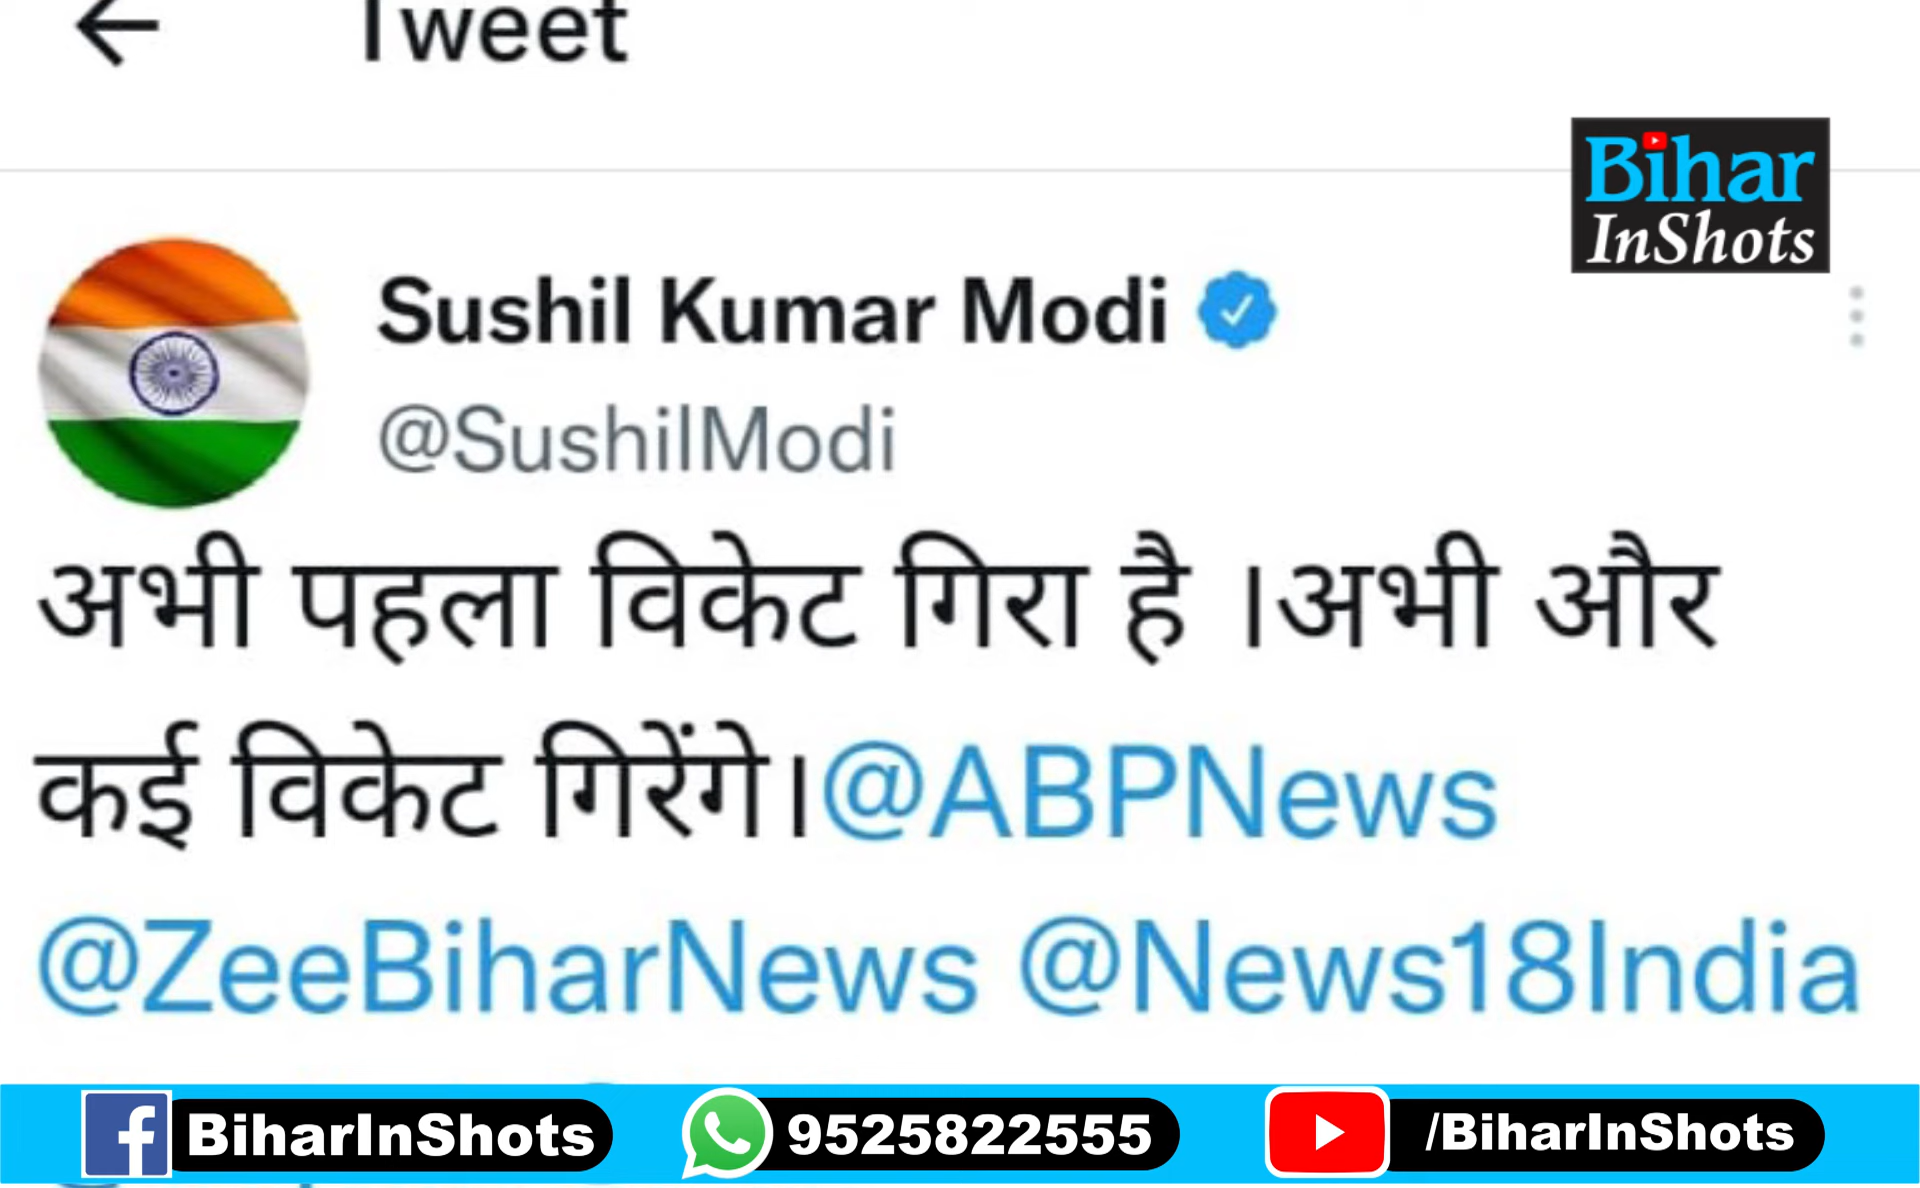 Tweet
Bihar
InShots
Sushil Kumar Modi
@SushilModi
अभी पहला विकेट गिरा है ।अभी और
कई विकेट गिरेंगे।@ABPNews
@ZeeBiharNews @News18India
BiharInShots
9525822555
/BiharInShots